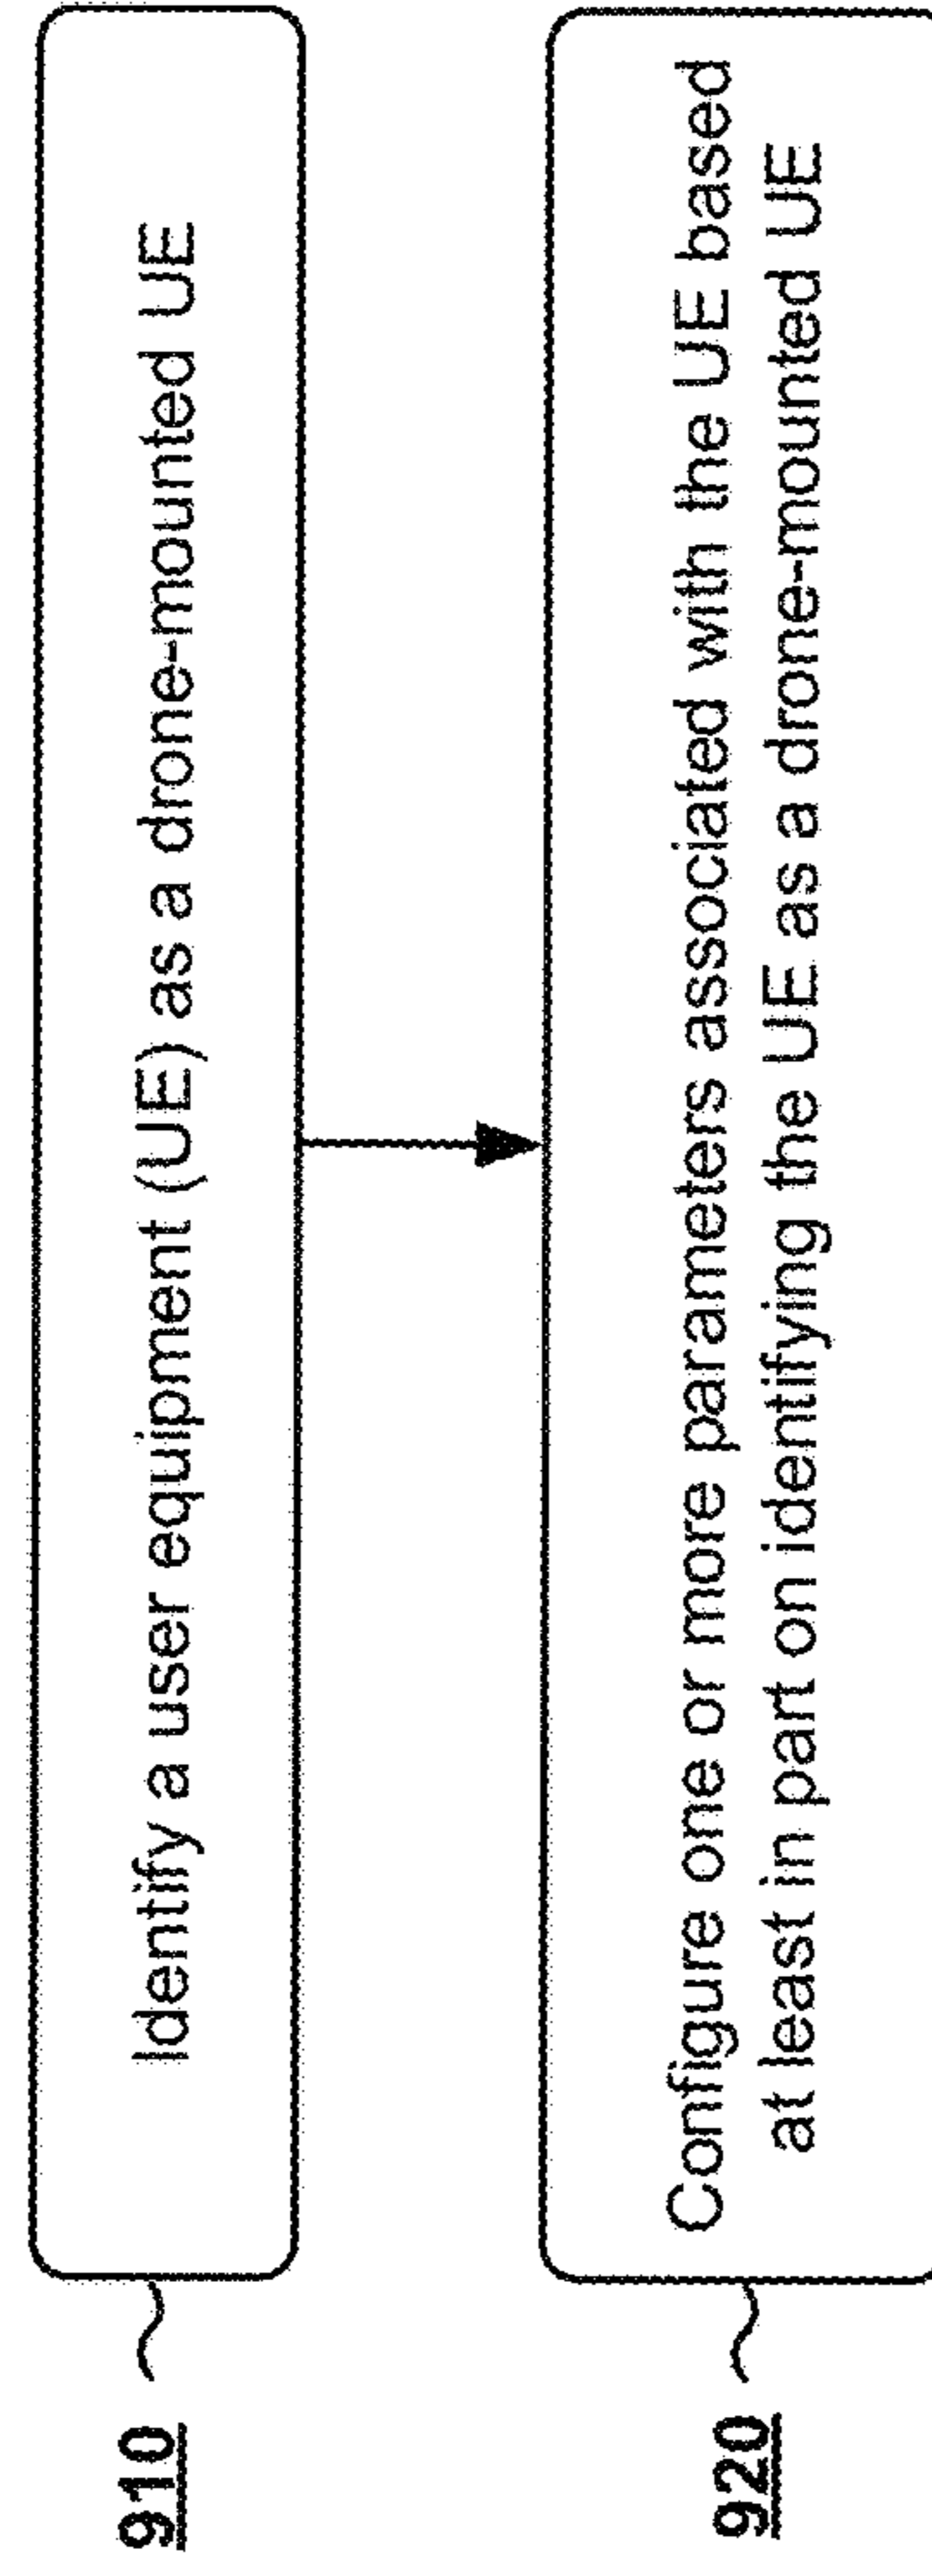 910
Identify a user equipment (UE) as a drone-mounted UE
920
Configure one or more parameters associated with the UE based
at least in part on identifying the UE as a drone-mounted UE